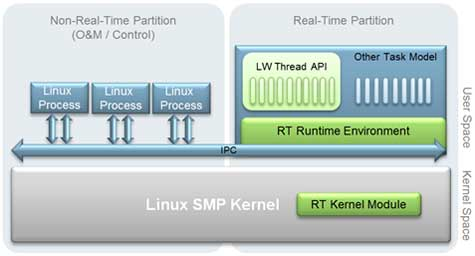 Non-Real-Time Partition
(O&M / Control)
Real-Time Partition
LW Thread API
Other Task Model
Linux
Process
Linux
Process
Linux
Process
RT Runtime Environment
IPC
Linux SMP Kernel
RT Kernel Module
User Space
Kernel Space